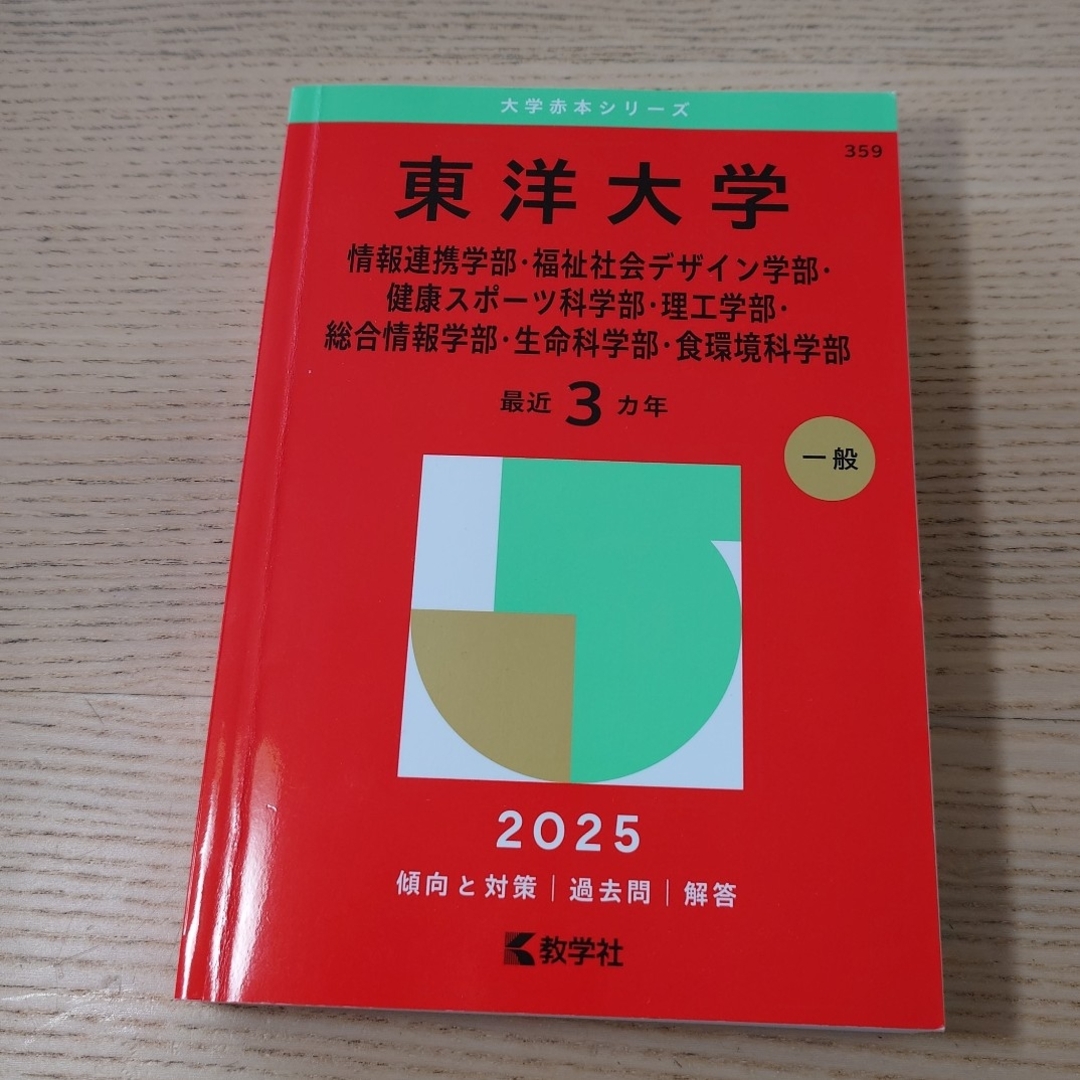 大学赤本シリーズ
359
東洋大学
情報連携学部・福祉社会デザイン学部・
健康スポーツ科学部・理工学部・
総合情報学部・生命科学部・食環境科学部
最近 3 カ年
一般
2025
傾向と対策｜過去問｜解答
教学社